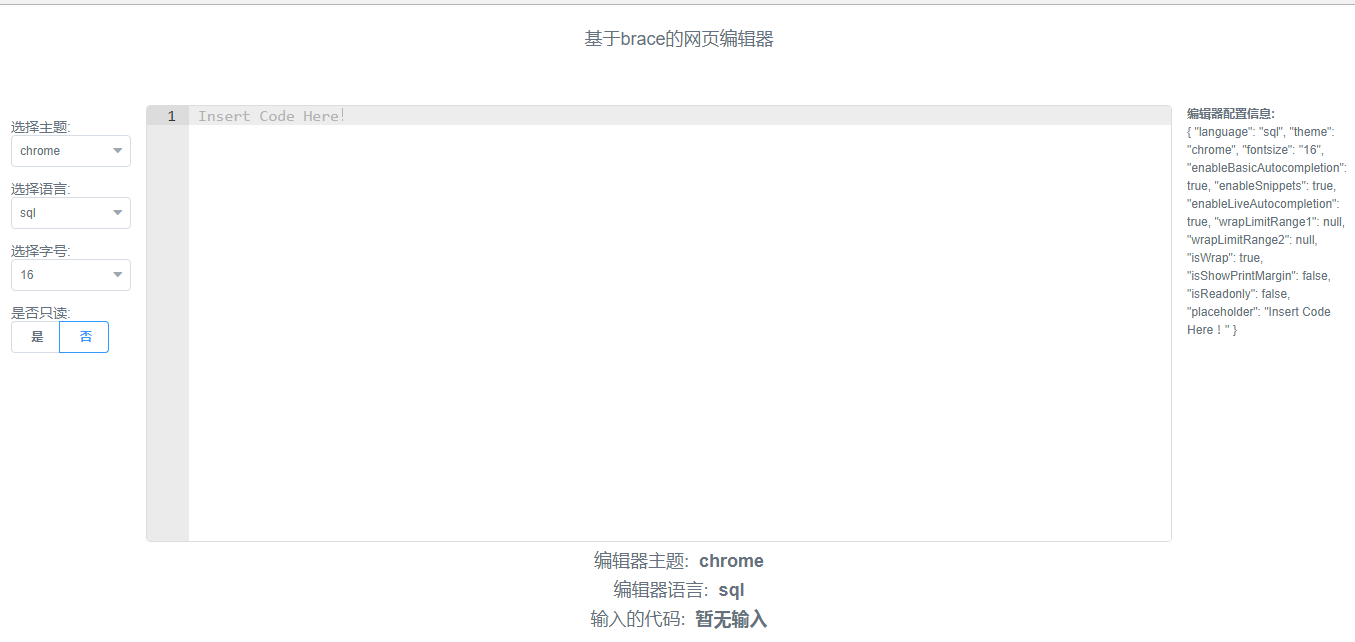 基于brace的网页编辑器
选择主题:
chrome
选择语言:
sql
选择字号:
16
是否只读:
是 否
1 Insert Code Here!
编辑器配置信息:
{ "language": "sql", "theme":
"chrome", "fontsize": "16",
"enableBasicAutocompletion":
true, "enableSnippets": true,
"enableLiveAutocompletion":
true, "wrapLimitRange1": null,
"wrapLimitRange2": null,
"isWrap": true,
"isShowPrintMargin": false,
"isReadonly": false,
"placeholder": "Insert Code
Here！" }
编辑器主题: chrome
编辑器语言: sql
输入的代码: 暂无输入